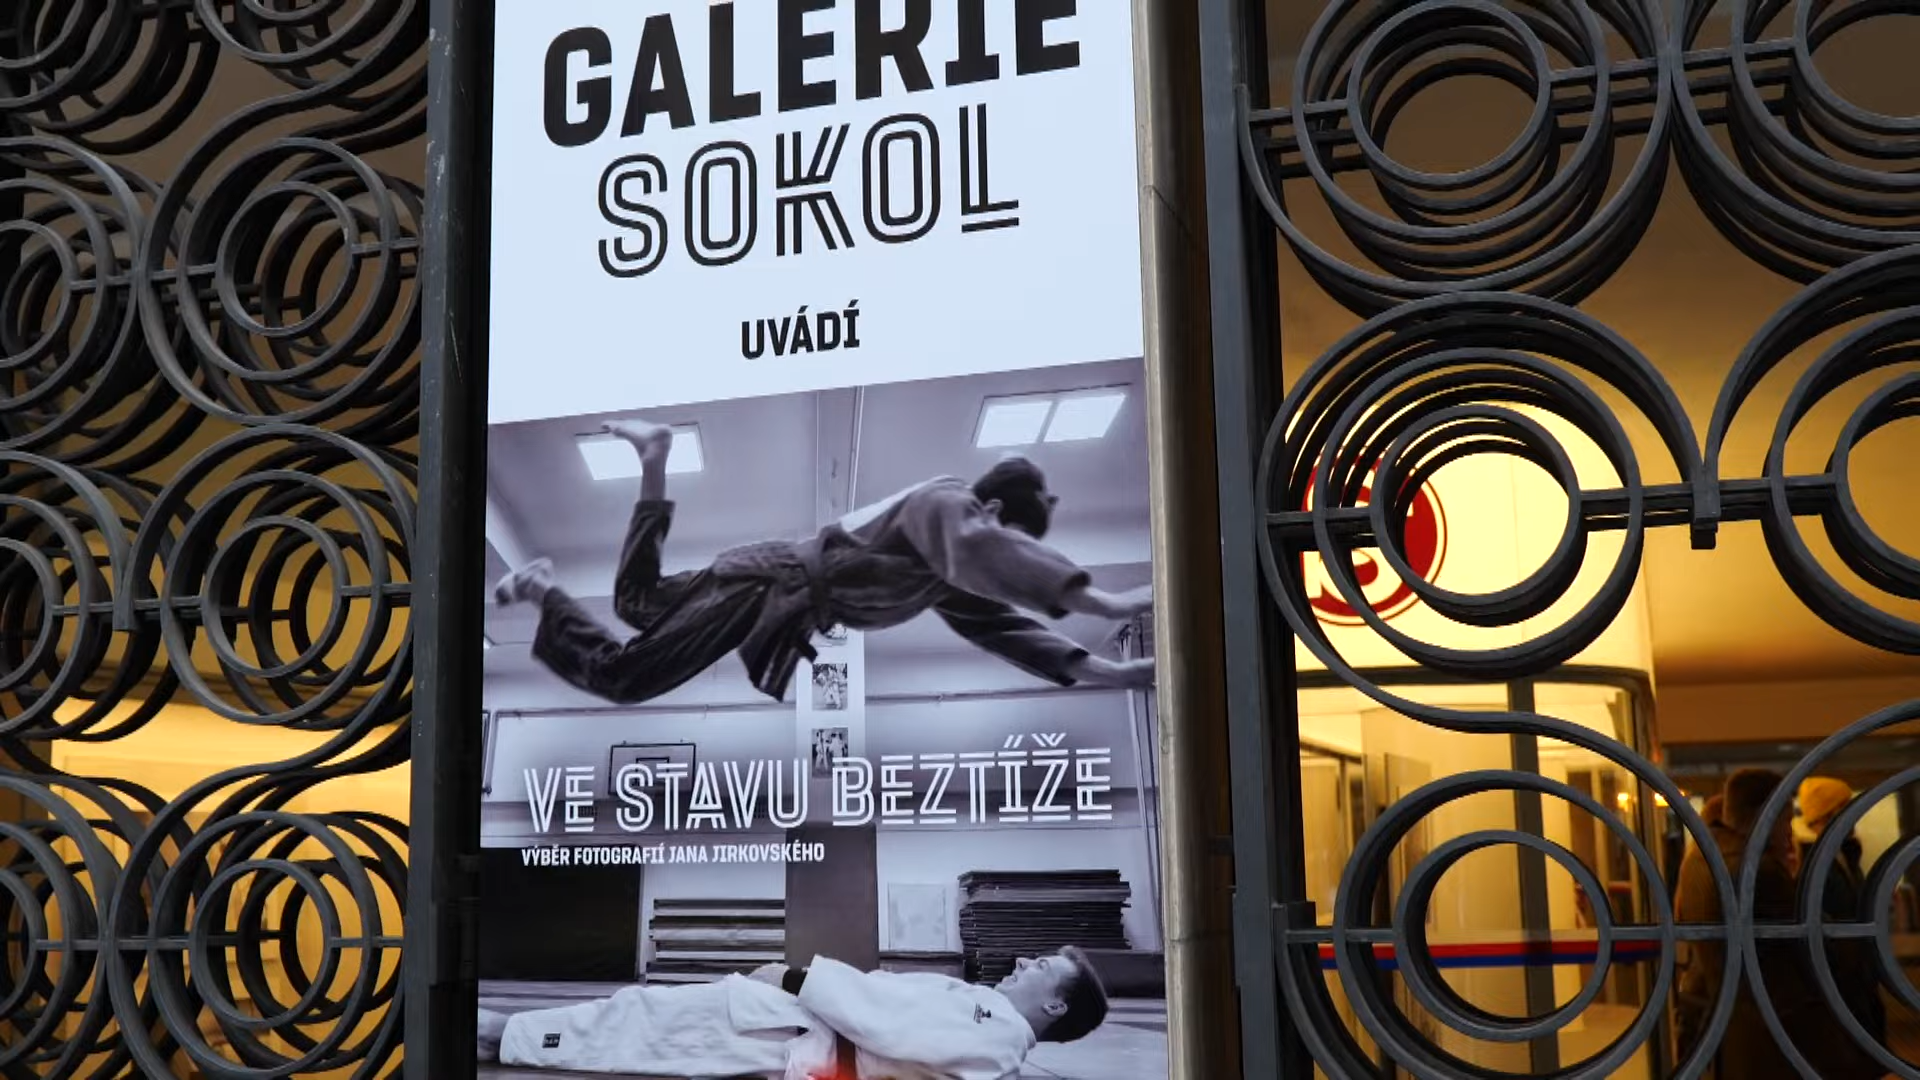 GALERIE
SOKOL
UVÁDÍ
VE STAVU BEZTÍŽE
VÝBĚR FOTOGRAFIÍ JANA JIRKOVSKÉHO